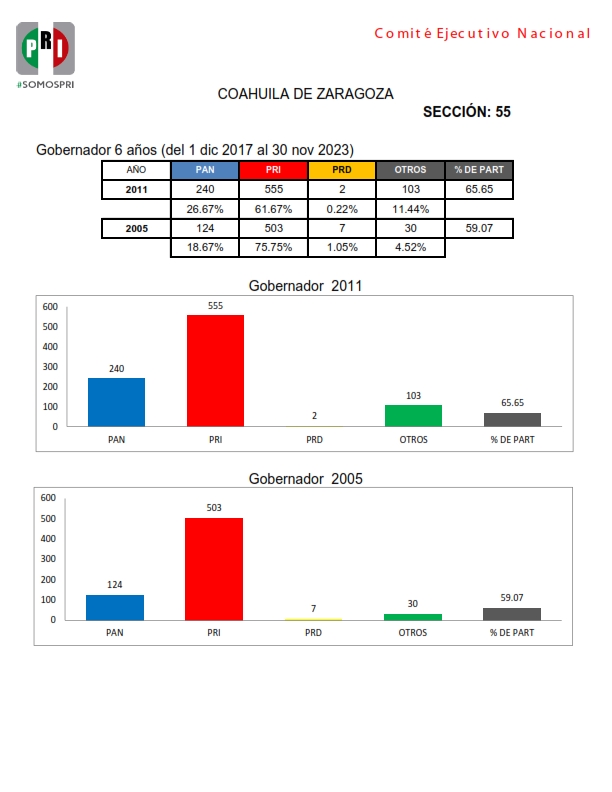 PRI
#SOMOSPRI
Comité Ejecutivo Nacional
COAHUILA DE ZARAGOZA
SECCIÓN: 55
Gobernador 6 años (del 1 dic 2017 al 30 nov 2023)
AÑO PAN PRI PRD OTROS % DE PART
2011 240 555 2 103 65.65
26.67% 61.67% 0.22% 11.44%
2005 124 503 7 30 59.07
18.67% 75.75% 1.05% 4.52%
Gobernador 2011
600
500
400
300
200
100
0
240
555
2
103
65.65
PAN PRI PRD OTROS % DE PART
Gobernador 2005
600
500
400
300
200
100
0
124
503
7
30
59.07
PAN PRI PRD OTROS % DE PART